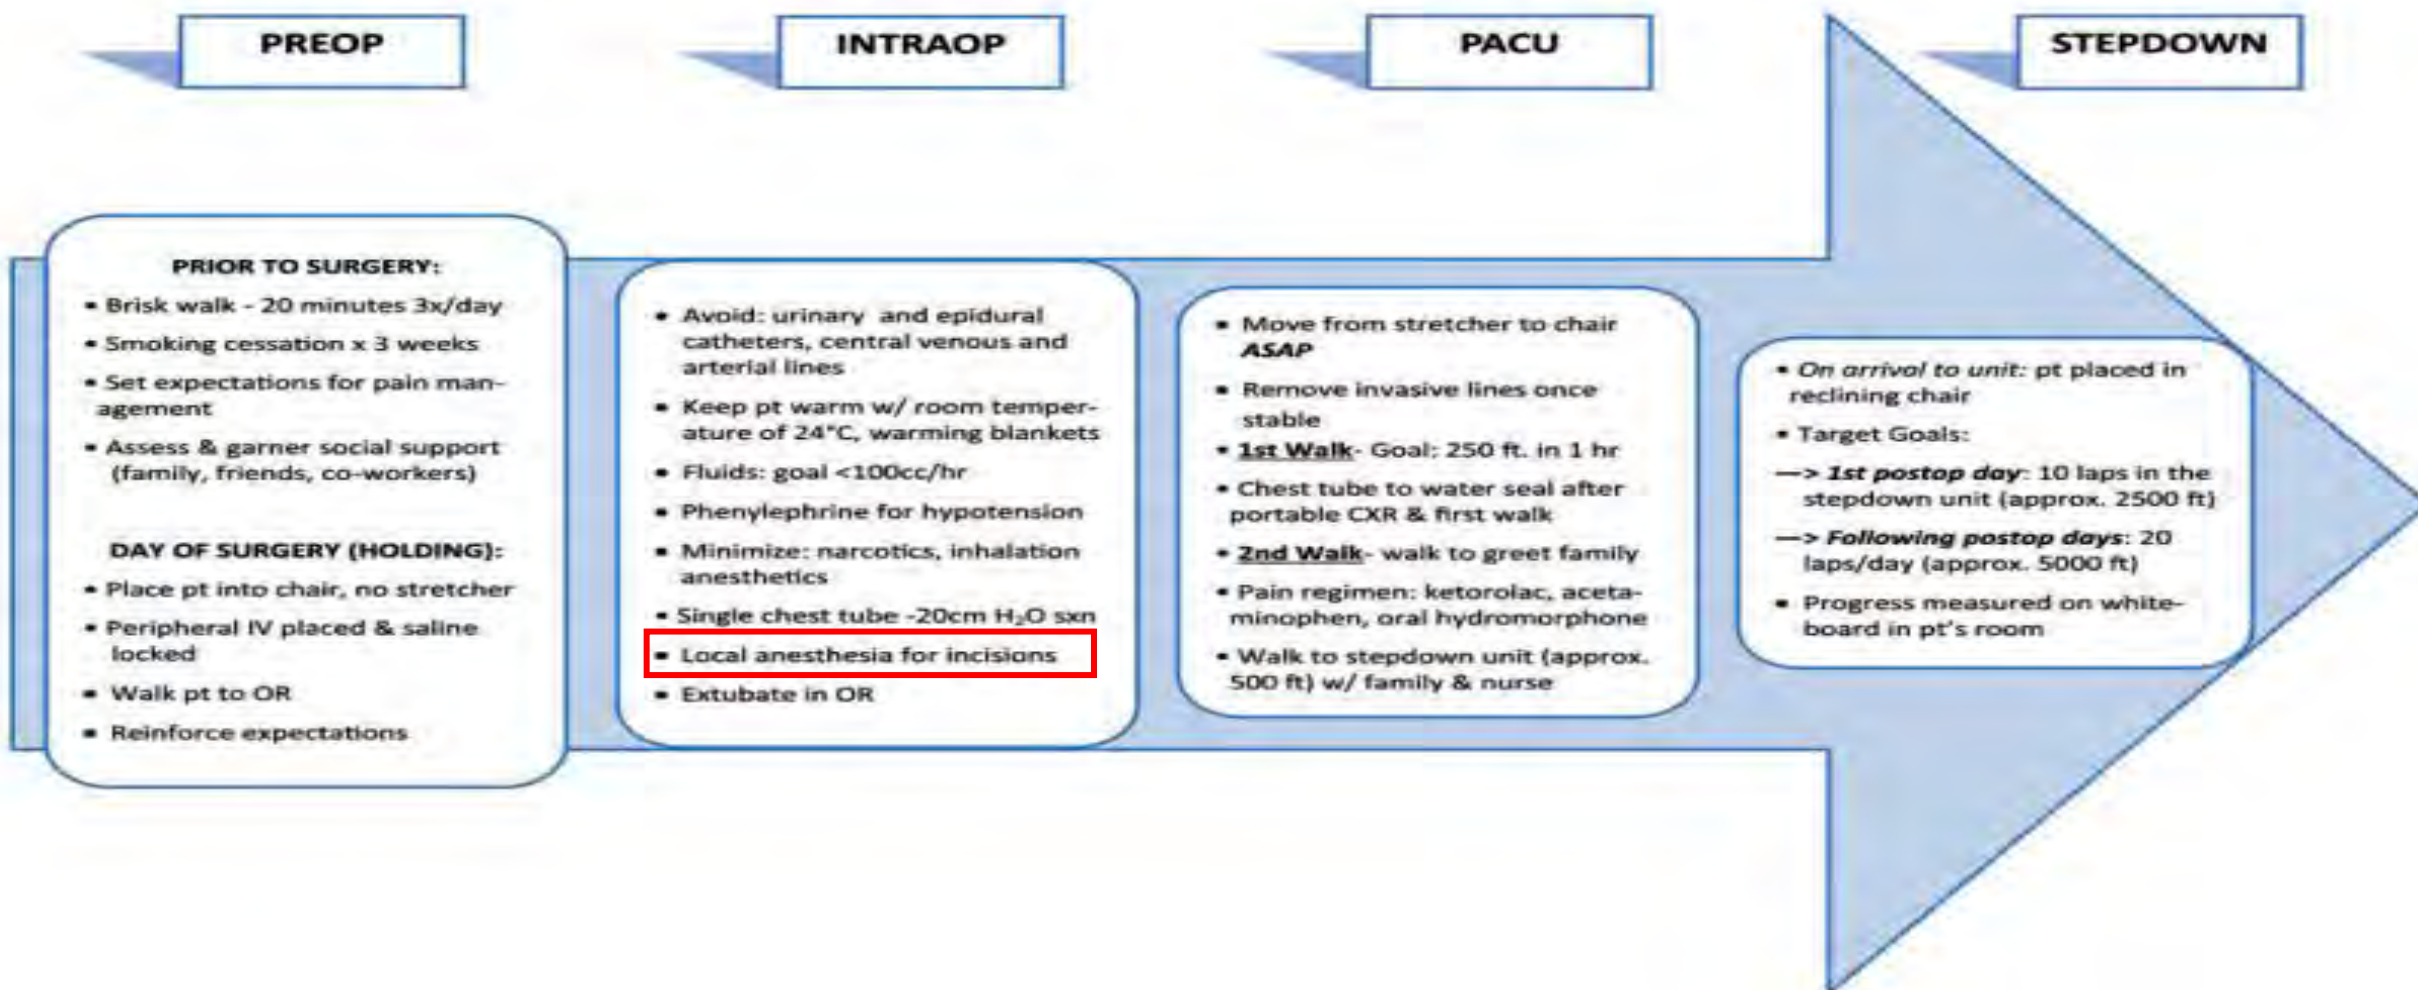 PREOP
INTRAOP
PACU
STEPDOWN
PRIOR TO SURGERY:
• Brisk walk - 20 minutes 3x/day
• Smoking cessation x 3 weeks
• Set expectations for pain man-
agement
• Assess & garner social support
(family, friends, co-workers)
DAY OF SURGERY (HOLDING):
• Place pt into chair, no stretcher
• Peripheral IV placed & saline
locked
• Walk pt to OR
• Reinforce expectations
• Avoid: urinary and epidural
catheters, central venous and
arterial lines
• Keep pt warm w/ room temper-
ature of 24°C, warming blankets
• Fluids: goal <100cc/hr
• Phenylephrine for hypotension
• Minimize: narcotics, inhalation
anesthetics
• Single chest tube -20cm H₂O sxn
• Local anesthesia for incisions
• Extubate in OR
• Move from stretcher to chair
ASAP
• Remove invasive lines once
stable
• 1st Walk- Goal: 250 ft. in 1 hr
• Chest tube to water seal after
portable CXR & first walk
• 2nd Walk- walk to greet family
• Pain regimen: ketorolac, aceta-
minophen, oral hydromorphone
• Walk to stepdown unit (approx.
500 ft) w/ family & nurse
• On arrival to unit: pt placed in
reclining chair
• Target Goals:
—> 1st postop day: 10 laps in the
stepdown unit (approx. 2500 ft)
—> Following postop days: 20
laps/day (approx. 5000 ft)
• Progress measured on white-
board in pt's room